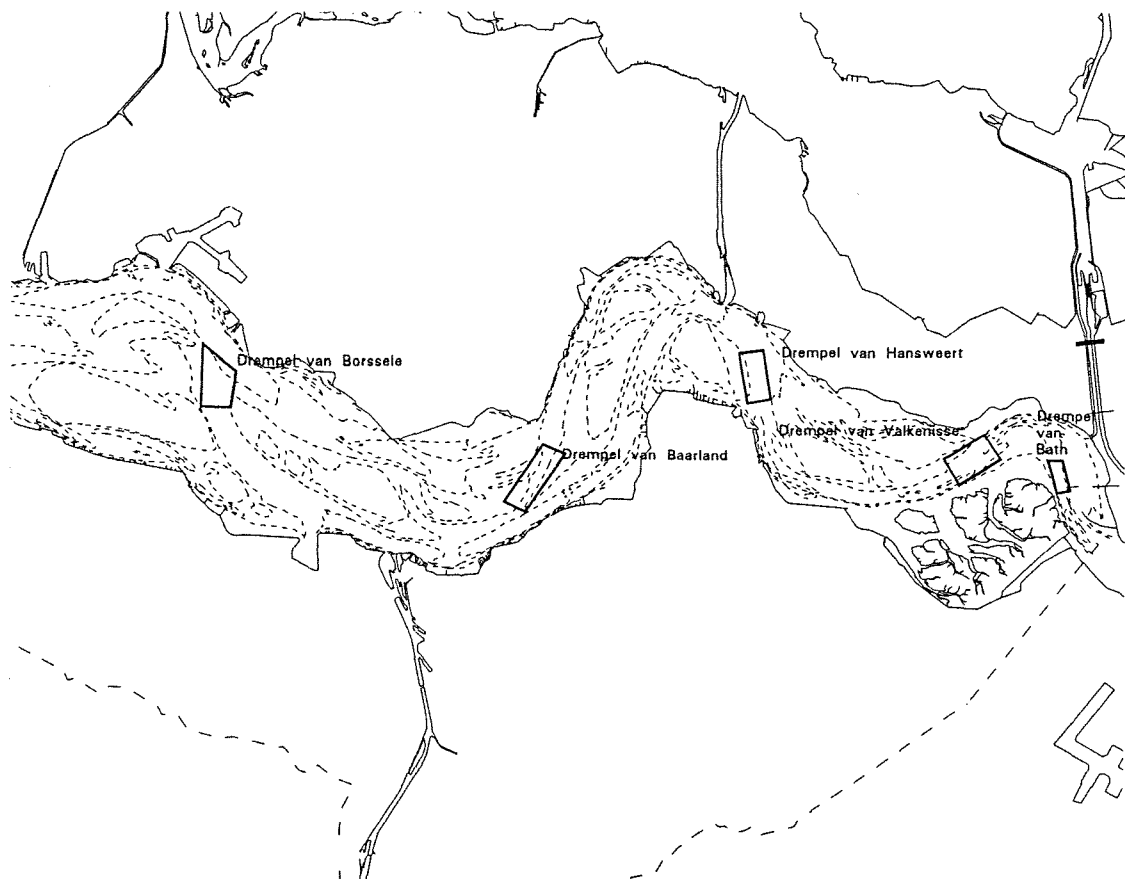 Drempel van Borssele
Drempel van Hansweert
Drempel van Valkenisse
Drempel
van
Bath
Drempel van Baarland